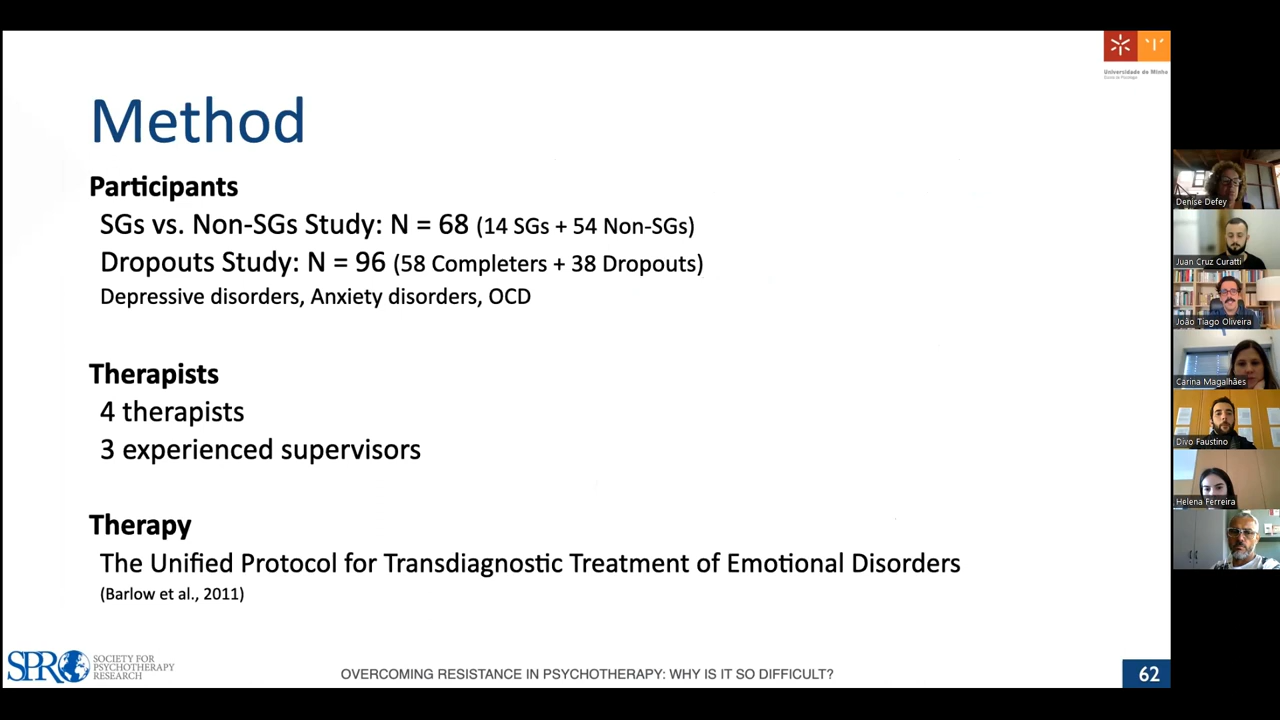 Universidade do Minho
Escola de Psicologia
Method
Participants
SGs vs. Non-SGs Study: N = 68 (14 SGs + 54 Non-SGs)
Dropouts Study: N = 96 (58 Completers + 38 Dropouts)
Depressive disorders, Anxiety disorders, OCD
Therapists
4 therapists
3 experienced supervisors
Therapy
The Unified Protocol for Transdiagnostic Treatment of Emotional Disorders
(Barlow et al., 2011)
SPR
SOCIETY FOR
PSYCHOTHERAPY
RESEARCH
OVERCOMING RESISTANCE IN PSYCHOTHERAPY: WHY IS IT SO DIFFICULT?
62
Denise Defey
Juan Cruz Curatti
João Tiago Oliveira
Carina Magalhães
Divo Faustino
Helena Ferreira